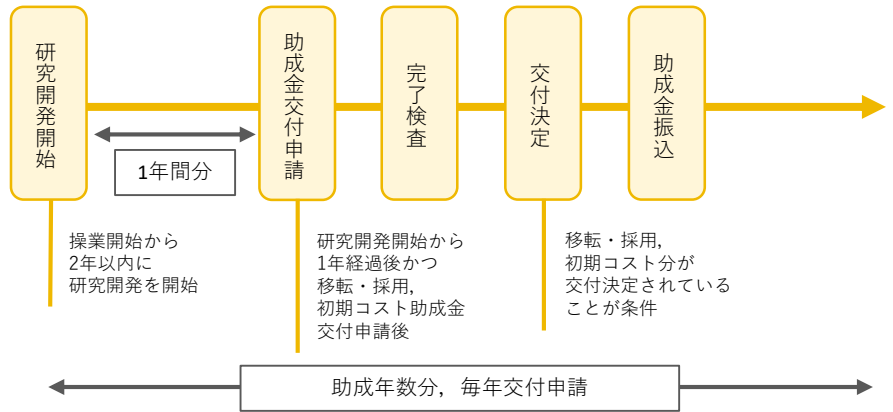 研究開発開始
助成金交付申請
完了検査
交付決定
助成金振込
1年間分
操業開始から
2年以内に
研究開発を開始
研究開発開始から
1年経過後かつ
移転・採用,
初期コスト助成金
交付申請後
移転・採用,
初期コスト分が
交付決定されている
ことが条件
助成年数分，毎年交付申請